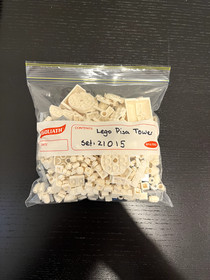 GOLIATH
Lego Pisa Tower
Set: 21015